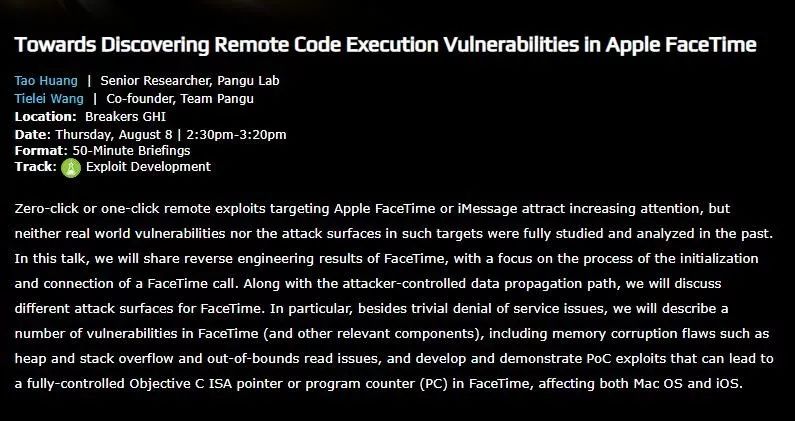 Towards Discovering Remote Code Execution Vulnerabilities in Apple FaceTime
Tao Huang | Senior Researcher, Pangu Lab
Tielei Wang | Co-founder, Team Pangu
Location: Breakers GHI
Date: Thursday, August 8 | 2:30pm-3:20pm
Format: 50-Minute Briefings
Track: Exploit Development
Zero-click or one-click remote exploits targeting Apple FaceTime or iMessage attract increasing attention, but
neither real world vulnerabilities nor the attack surfaces in such targets were fully studied and analyzed in the past.
In this talk, we will share reverse engineering results of FaceTime, with a focus on the process of the initialization
and connection of a FaceTime call. Along with the attacker-controlled data propagation path, we will discuss
different attack surfaces for FaceTime. In particular, besides trivial denial of service issues, we will describe a
number of vulnerabilities in FaceTime (and other relevant components), including memory corruption flaws such as
heap and stack overflow and out-of-bounds read issues, and develop and demonstrate PoC exploits that can lead to
a fully-controlled Objective C ISA pointer or program counter (PC) in FaceTime, affecting both Mac OS and iOS.